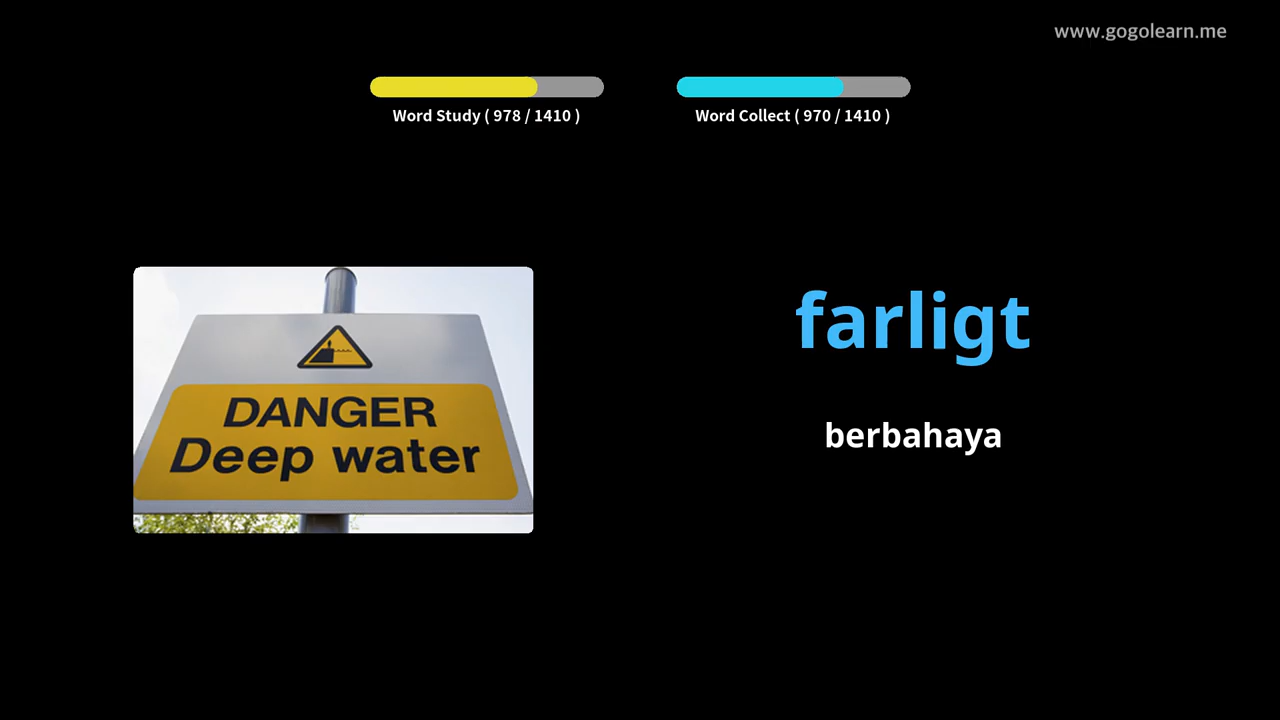 www.gogolearn.me
Word Study ( 978 / 1410 )
Word Collect ( 970 / 1410 )
DANGER
Deep water
farligt
berbahaya